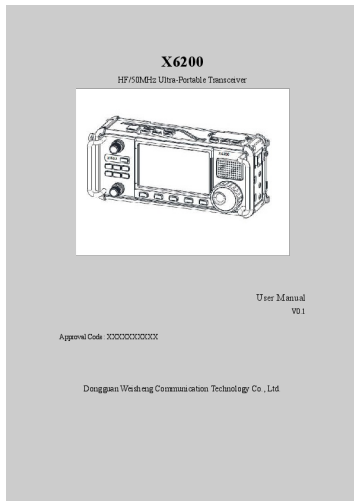 X6200
HF/50MHz Ultra-Portable Transceiver
User Manual
V0.1
Approval Code: XXXXXXXXXX
Dongguan Weisheng Communication Technology Co., Ltd